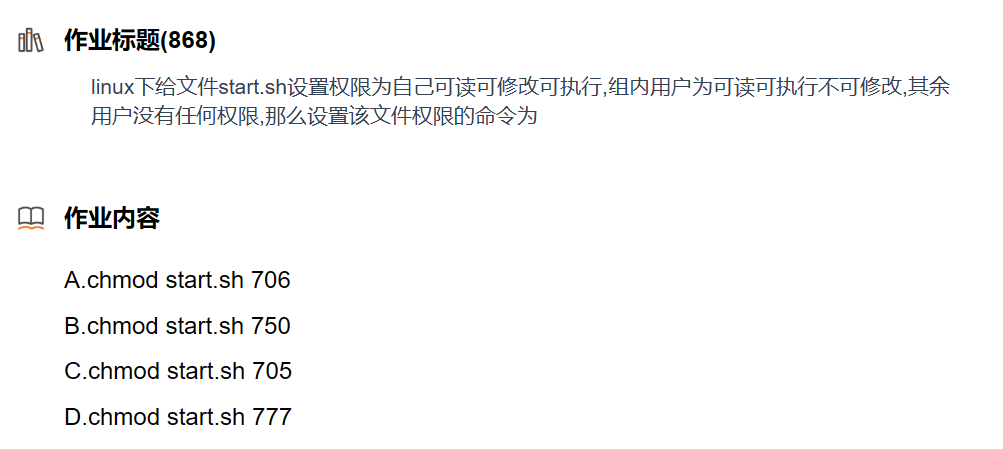 作业标题(868)
linux下给文件start.sh设置权限为自己可读可修改可执行,组内用户为可读可执行不可修改,其余
用户没有任何权限,那么设置该文件权限的命令为
作业内容
A.chmod start.sh 706
B.chmod start.sh 750
C.chmod start.sh 705
D.chmod start.sh 777